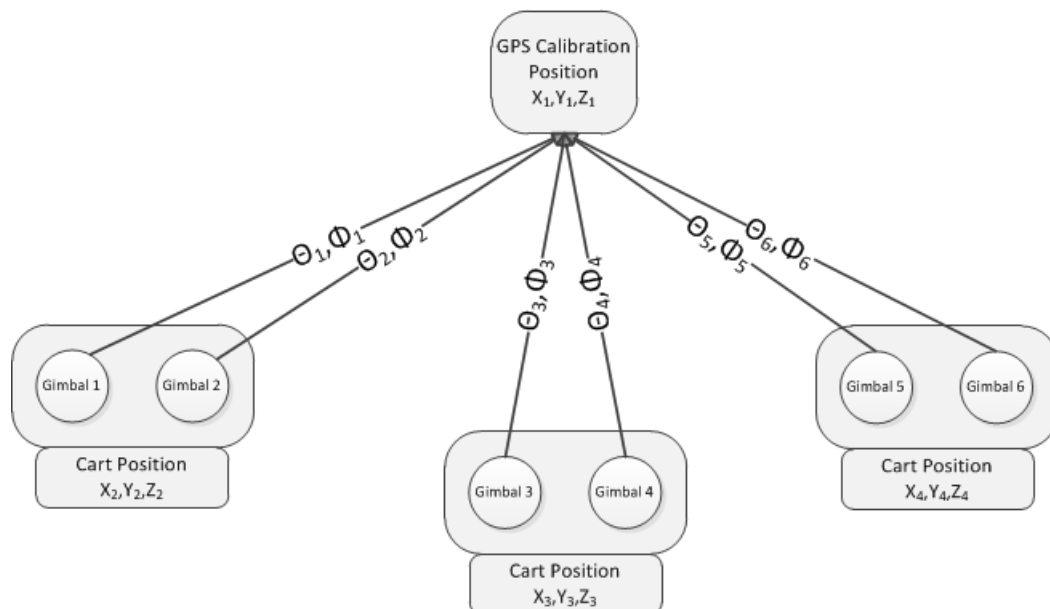 GPS Calibration
Position
X₁,Y₁,Z₁
Θ₁,Φ₁
Θ₂,Φ₂
Θ₃,Φ₃
Θ₄,Φ₄
Θ₅,Φ₅
Θ₆,Φ₆
Gimbal 1
Gimbal 2
Cart Position
X₂,Y₂,Z₂
Gimbal 3
Gimbal 4
Cart Position
X₃,Y₃,Z₃
Gimbal 5
Gimbal 6
Cart Position
X₄,Y₄,Z₄